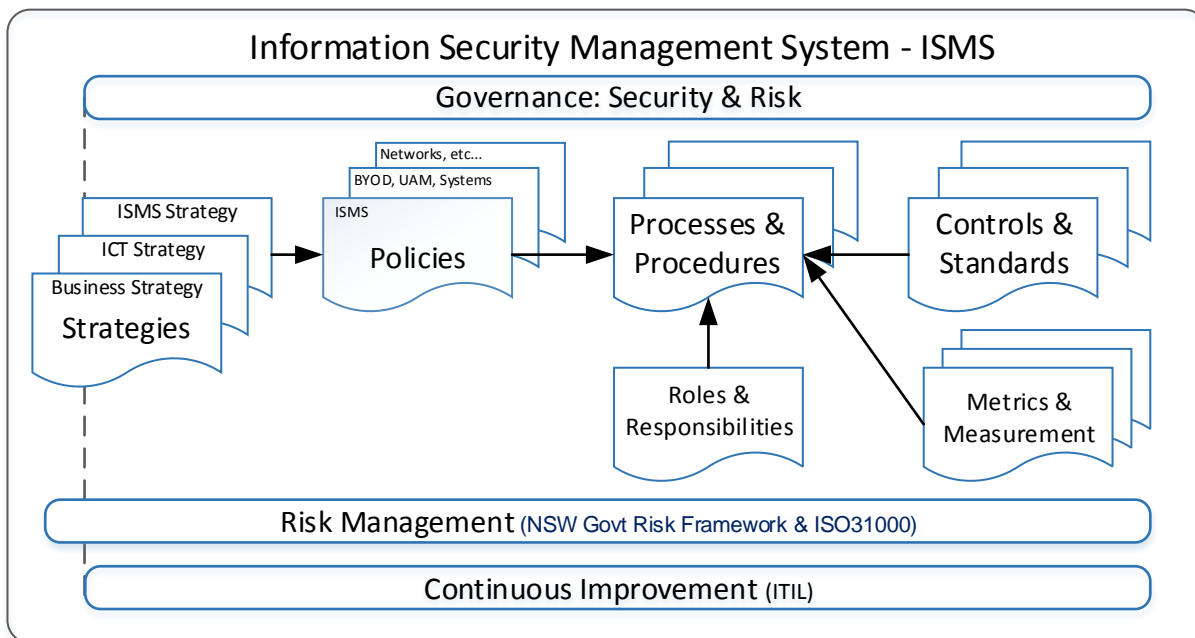 Information Security Management System - ISMS
Governance: Security & Risk
ISMS Strategy
ICT Strategy
Business Strategy
Strategies
Networks, etc...
BYOD, UAM, Systems
ISMS
Policies
Processes &
Procedures
Controls &
Standards
Roles &
Responsibilities
Metrics &
Measurement
Risk Management (NSW Govt Risk Framework & ISO31000)
Continuous Improvement (ITIL)